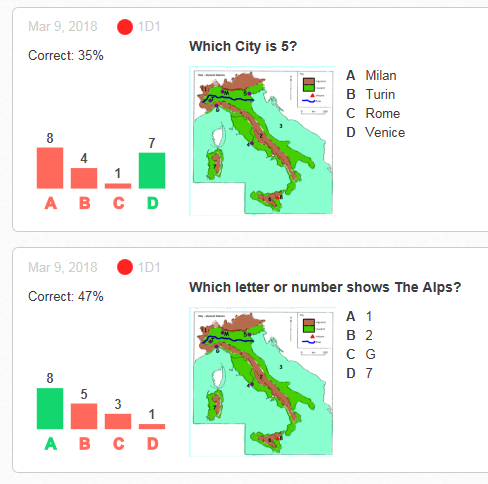 Mar 9, 2018 1D1
Correct: 35%
Which City is 5?
A Milan
B Turin
C Rome
D Venice
8
4
1
7
A B C D
Mar 9, 2018 1D1
Correct: 47%
Which letter or number shows The Alps?
A 1
B 2
C G
D 7
8
5
3
1
A B C D